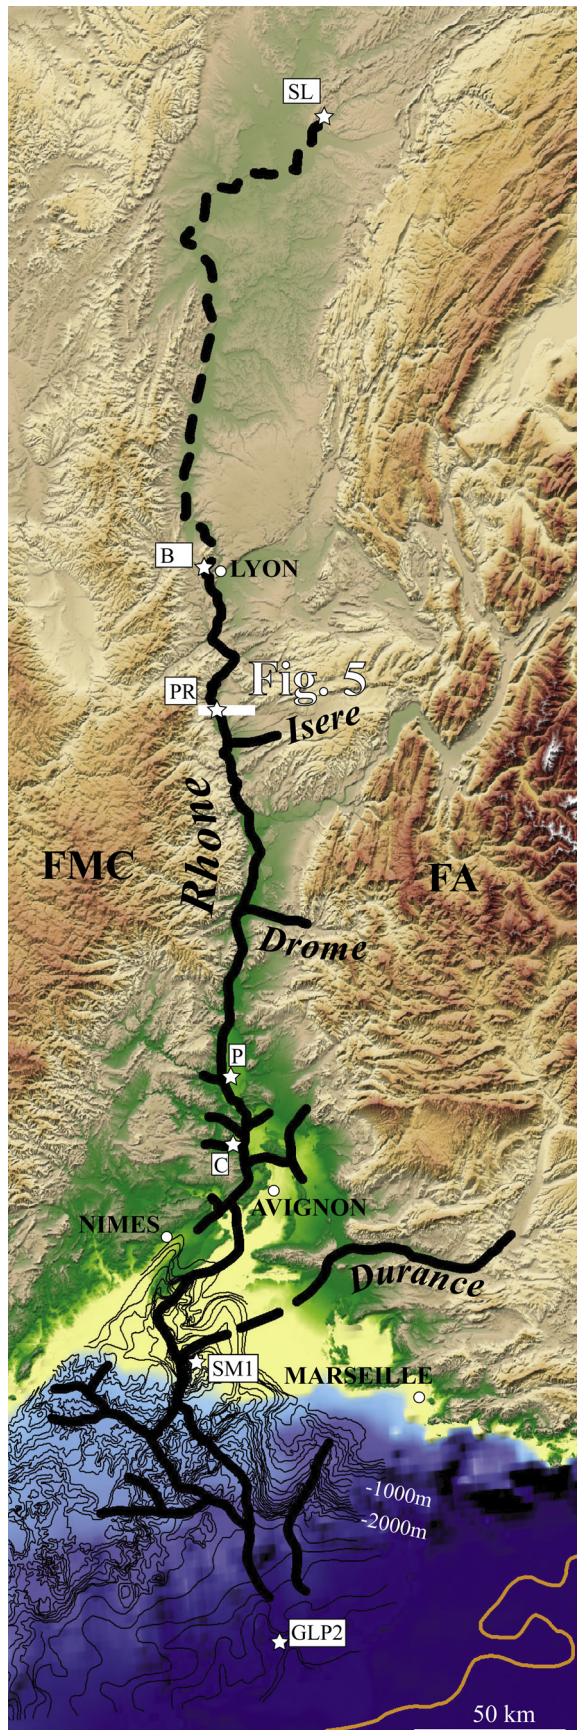 SL
B
LYON
PR
Fig. 5
Isere
Rhone
FMC
FA
Drome
P
C
AVIGNON
NIMES
Durance
SM1
MARSEILLE
-1000m
-2000m
GLP2
50 km